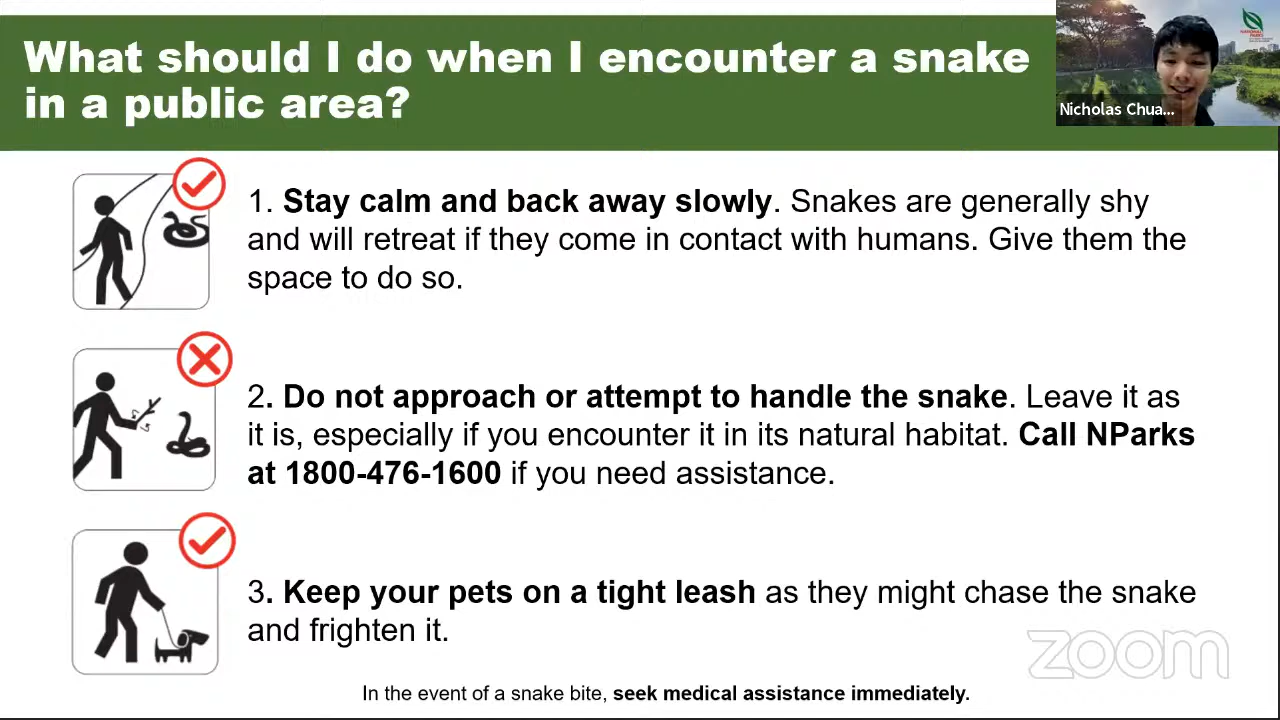 What should I do when I encounter a snake
in a public area?
NATIONAL
PARKS
Nicholas Chua...
1. Stay calm and back away slowly. Snakes are generally shy
and will retreat if they come in contact with humans. Give them the
space to do so.
2. Do not approach or attempt to handle the snake. Leave it as
it is, especially if you encounter it in its natural habitat. Call NParks
at 1800-476-1600 if you need assistance.
3. Keep your pets on a tight leash as they might chase the snake
and frighten it.
zoom
In the event of a snake bite, seek medical assistance immediately.